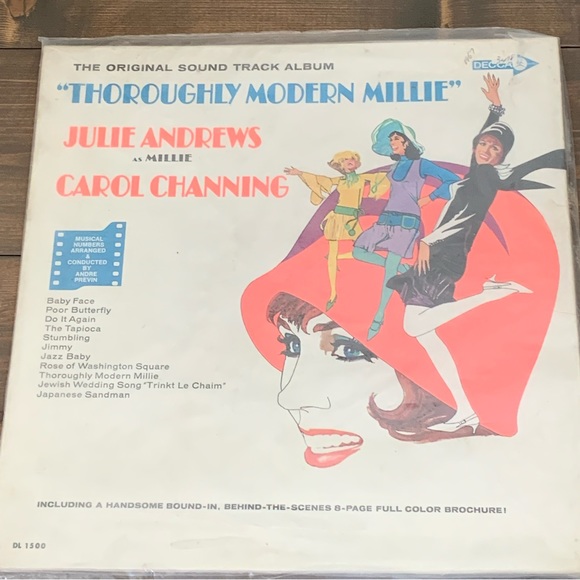 THE ORIGINAL SOUND TRACK ALBUM
DECCA
"THOROUGHLY MODERN MILLIE"
JULIE ANDREWS
AS MILLIE
CAROL CHANNING
MUSICAL
NUMBERS
ARRANGED
&
CONDUCTED
BY
ANDRE
PREVIN
Baby Face
Poor Butterfly
Do It Again
The Tapioca
Stumbling
Jimmy
Jazz Baby
Rose of Washington Square
Thoroughly Modern Millie
Jewish Wedding Song "Trinkt Le Chaim"
Japanese Sandman
INCLUDING A HANDSOME BOUND-IN, BEHIND-THE-SCENES 8-PAGE FULL COLOR BROCHURE!
DL 1500